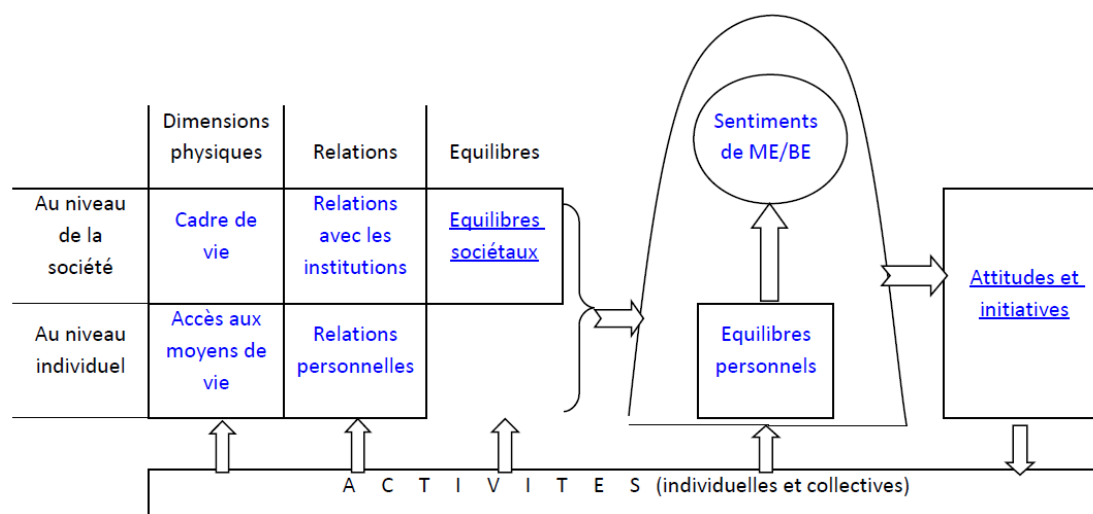 Dimensions
physiques
Relations
Equilibres
Au niveau
de la
société
Cadre de
vie
Relations
avec les
institutions
Equilibres
sociétaux
Au niveau
individuel
Accès aux
moyens de
vie
Relations
personnelles
Sentiments
de ME/BE
Equilibres
personnels
Attitudes et
initiatives
A C T I V I T E S (individuelles et collectives)